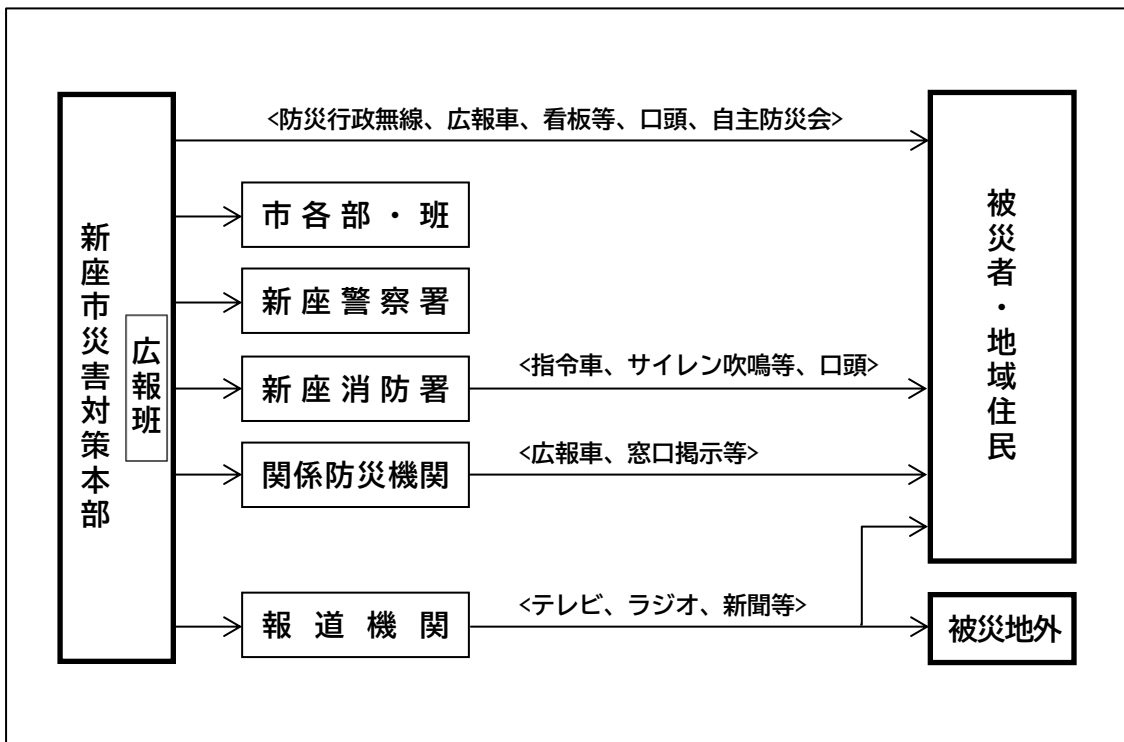 新座市災害対策本部
広報班
<防災行政無線、広報車、看板等、口頭、自主防災会>
市各部・班
新座警察署
新座消防署
<指令車、サイレン吹鳴等、口頭>
関係防災機関
<広報車、窓口掲示等>
報道機関
<テレビ、ラジオ、新聞等>
被災者・地域住民
被災地外